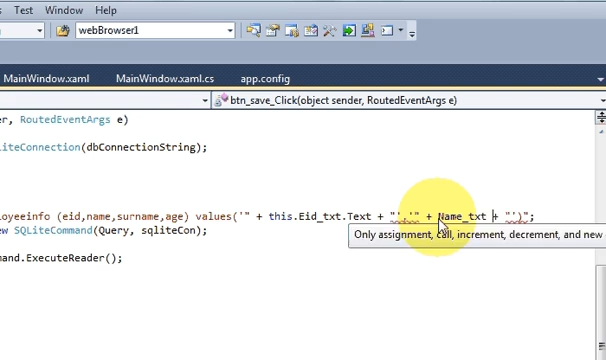 s Test Window Help
webBrowser1
MainWindow.xaml MainWindow.xaml.cs app.config
btn_save_Click(object sender, RoutedEventArgs e)
er, RoutedEventArgs e)
liteConnection(dbConnectionString);
loyeeinfo (eid,name,surname,age) values('" + this.Eid_txt.Text + "','" + Name_txt + "')";
ew SQLiteCommand(Query, sqliteCon);
Only assignment, call, increment, decrement, and new
mmand.ExecuteReader();